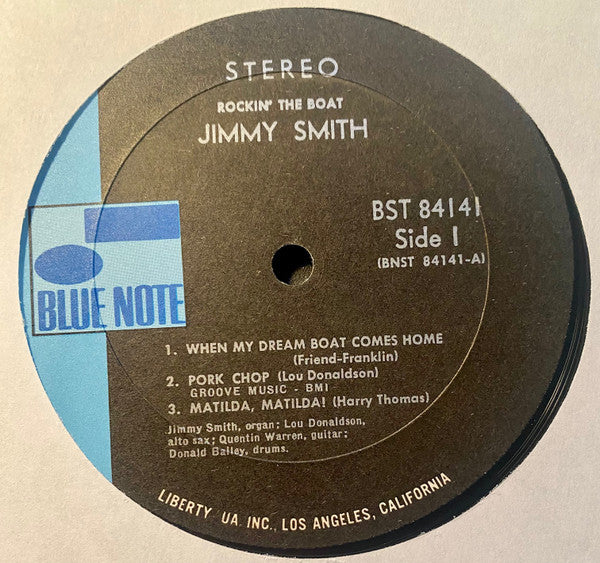 STEREO
ROCKIN' THE BOAT
JIMMY SMITH
BST 84141
Side 1
(BNST 84141-A)
BLUE NOTE
1. WHEN MY DREAM BOAT COMES HOME
(Friend-Franklin)
2. PORK CHOP (Lou Donaldson)
GROOVE MUSIC - BMI
3. MATILDA, MATILDA! (Harry Thomas)
Jimmy Smith, organ; Lou Donaldson,
alto sax; Quentin Warren, guitar;
Donald Bailey, drums.
LIBERTY UA, INC., LOS ANGELES, CALIFORNIA